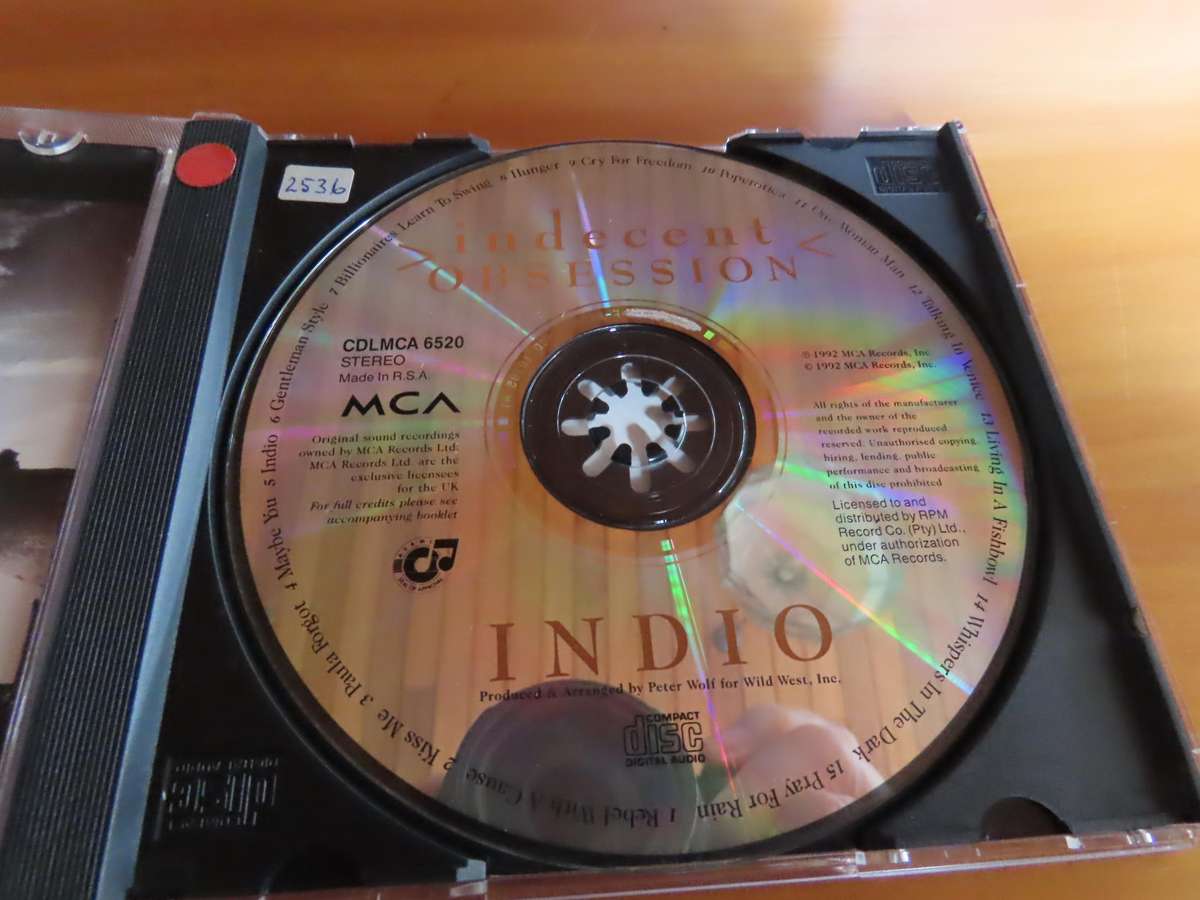 2536
> indecent <
OBSESSION
CDLMCA 6520
STEREO
Made In R.S.A.
MCA
Original sound recordings
owned by MCA Records Ltd:
MCA Records Ltd. are the
exclusive licensees
for the UK
For full credits please see
accompanying booklet
℗ 1992 MCA Records, Inc
© 1992 MCA Records, Inc.
All rights of the manufacturer
and the owner of the
recorded work reproduced
reserved. Unauthorised copying,
hiring, lending, public
performance and broadcasting
of this disc prohibited
Licensed to and
distributed by RPM
Record Co. (Pty) Ltd.,
under authorization
of MCA Records.
INDIO
Produced & Arranged by Peter Wolf for Wild West, Inc.
COMPACT
disc
DIGITAL AUDIO
1 Rebel With A Cause 2 Kiss Me 3 Paula Forgot 4 Maybe You 5 Indio 6 Gentleman Style 7 Billionaires Learn To Swing 8 Hunger 9 Cry For Freedom 10 Poperotica 11 One Woman Man 12 Talking to Venice 13 Living In A Fishbowl 14 Whispers In The Dark 15 Pray For Rain
disc